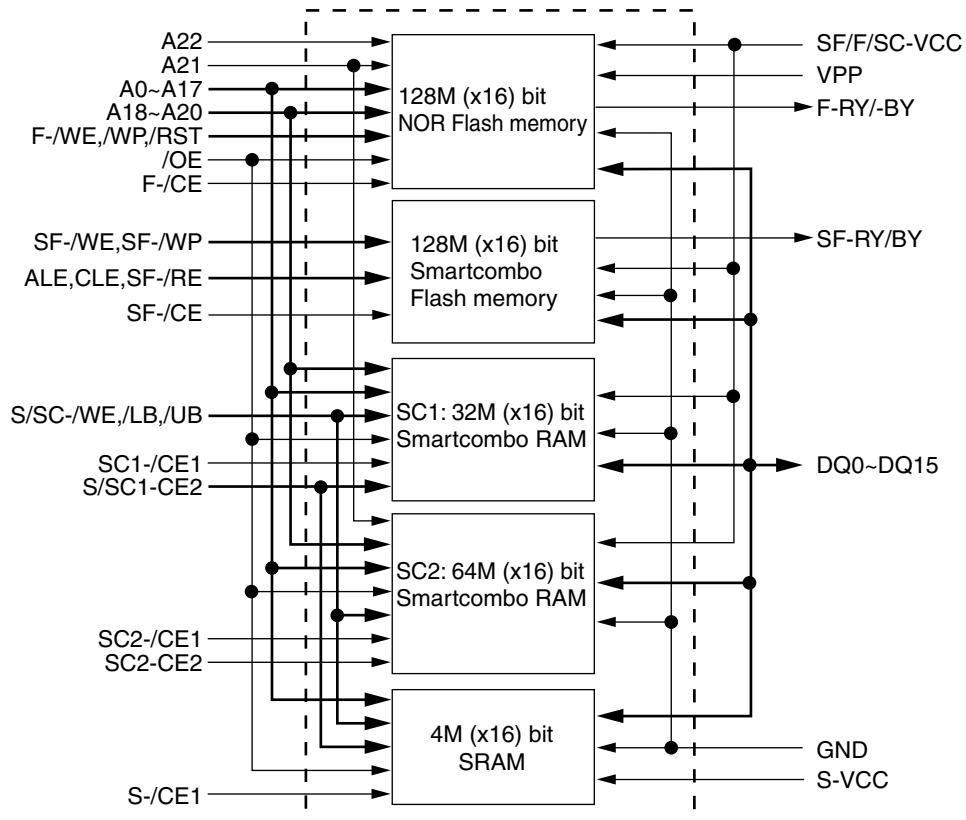 A22
A21
A0~A17
A18~A20
F-/WE,/WP,/RST
/OE
F-/CE
SF-/WE,SF-/WP
ALE,CLE,SF-/RE
SF-/CE
S/SC-/WE,/LB,/UB
SC1-/CE1
S/SC1-CE2
SC2-/CE1
SC2-CE2
S-/CE1
128M (x16) bit
NOR Flash memory
128M (x16) bit
Smartcombo
Flash memory
SC1: 32M (x16) bit
Smartcombo RAM
SC2: 64M (x16) bit
Smartcombo RAM
4M (x16) bit
SRAM
SF/F/SC-VCC
VPP
F-RY/-BY
SF-RY/BY
DQ0~DQ15
GND
S-VCC